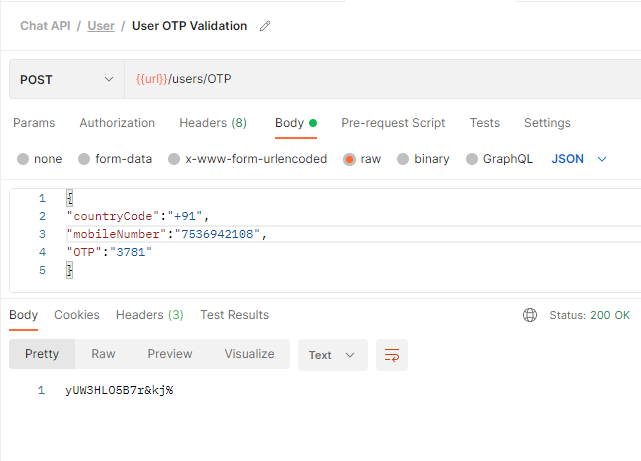 Chat API / User / User OTP Validation
POST {{url}}/users/OTP
Params Authorization Headers (8) Body Pre-request Script Tests Settings
none form-data x-www-form-urlencoded raw binary GraphQL JSON
1 {
2 "countryCode":"+91",
3 "mobileNumber":"7536942108",
4 "OTP":"3781"
5 }
Body Cookies Headers (3) Test Results Status: 200 OK
Pretty Raw Preview Visualize Text
1 yUW3HLO5B7r&kj%